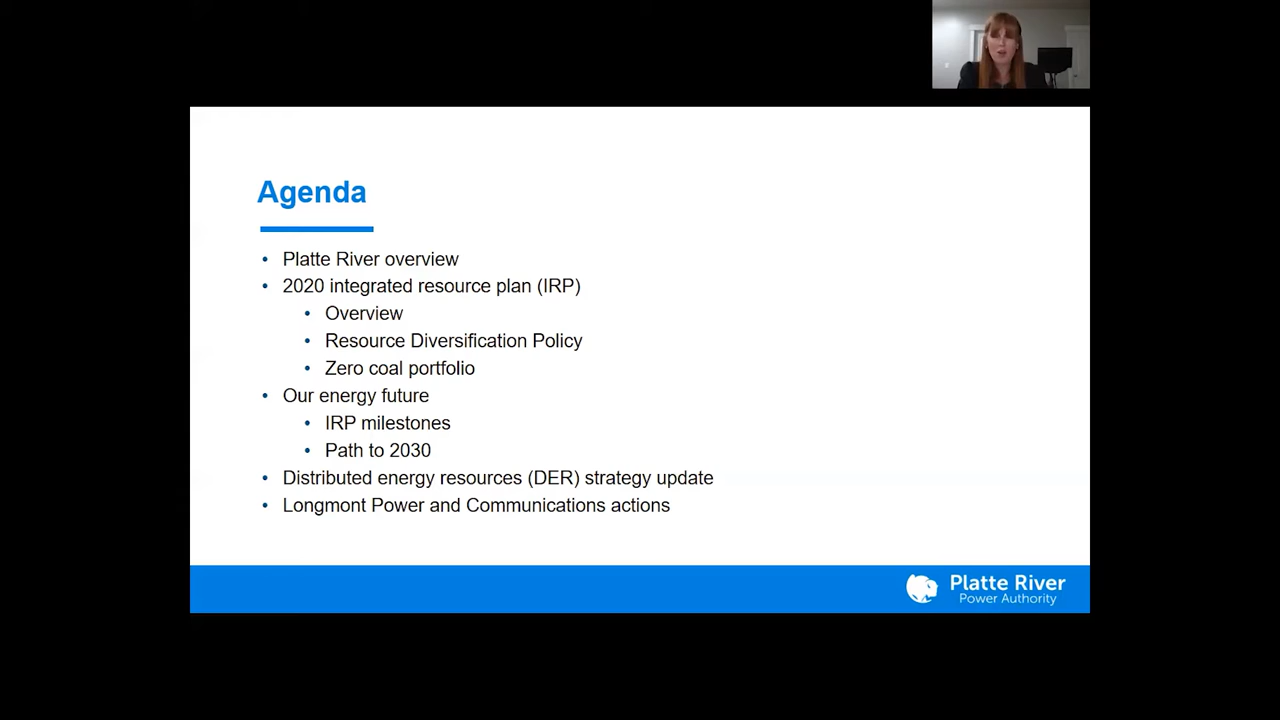 Agenda
• Platte River overview
• 2020 integrated resource plan (IRP)
• Overview
• Resource Diversification Policy
• Zero coal portfolio
• Our energy future
• IRP milestones
• Path to 2030
• Distributed energy resources (DER) strategy update
• Longmont Power and Communications actions
Platte River
Power Authority